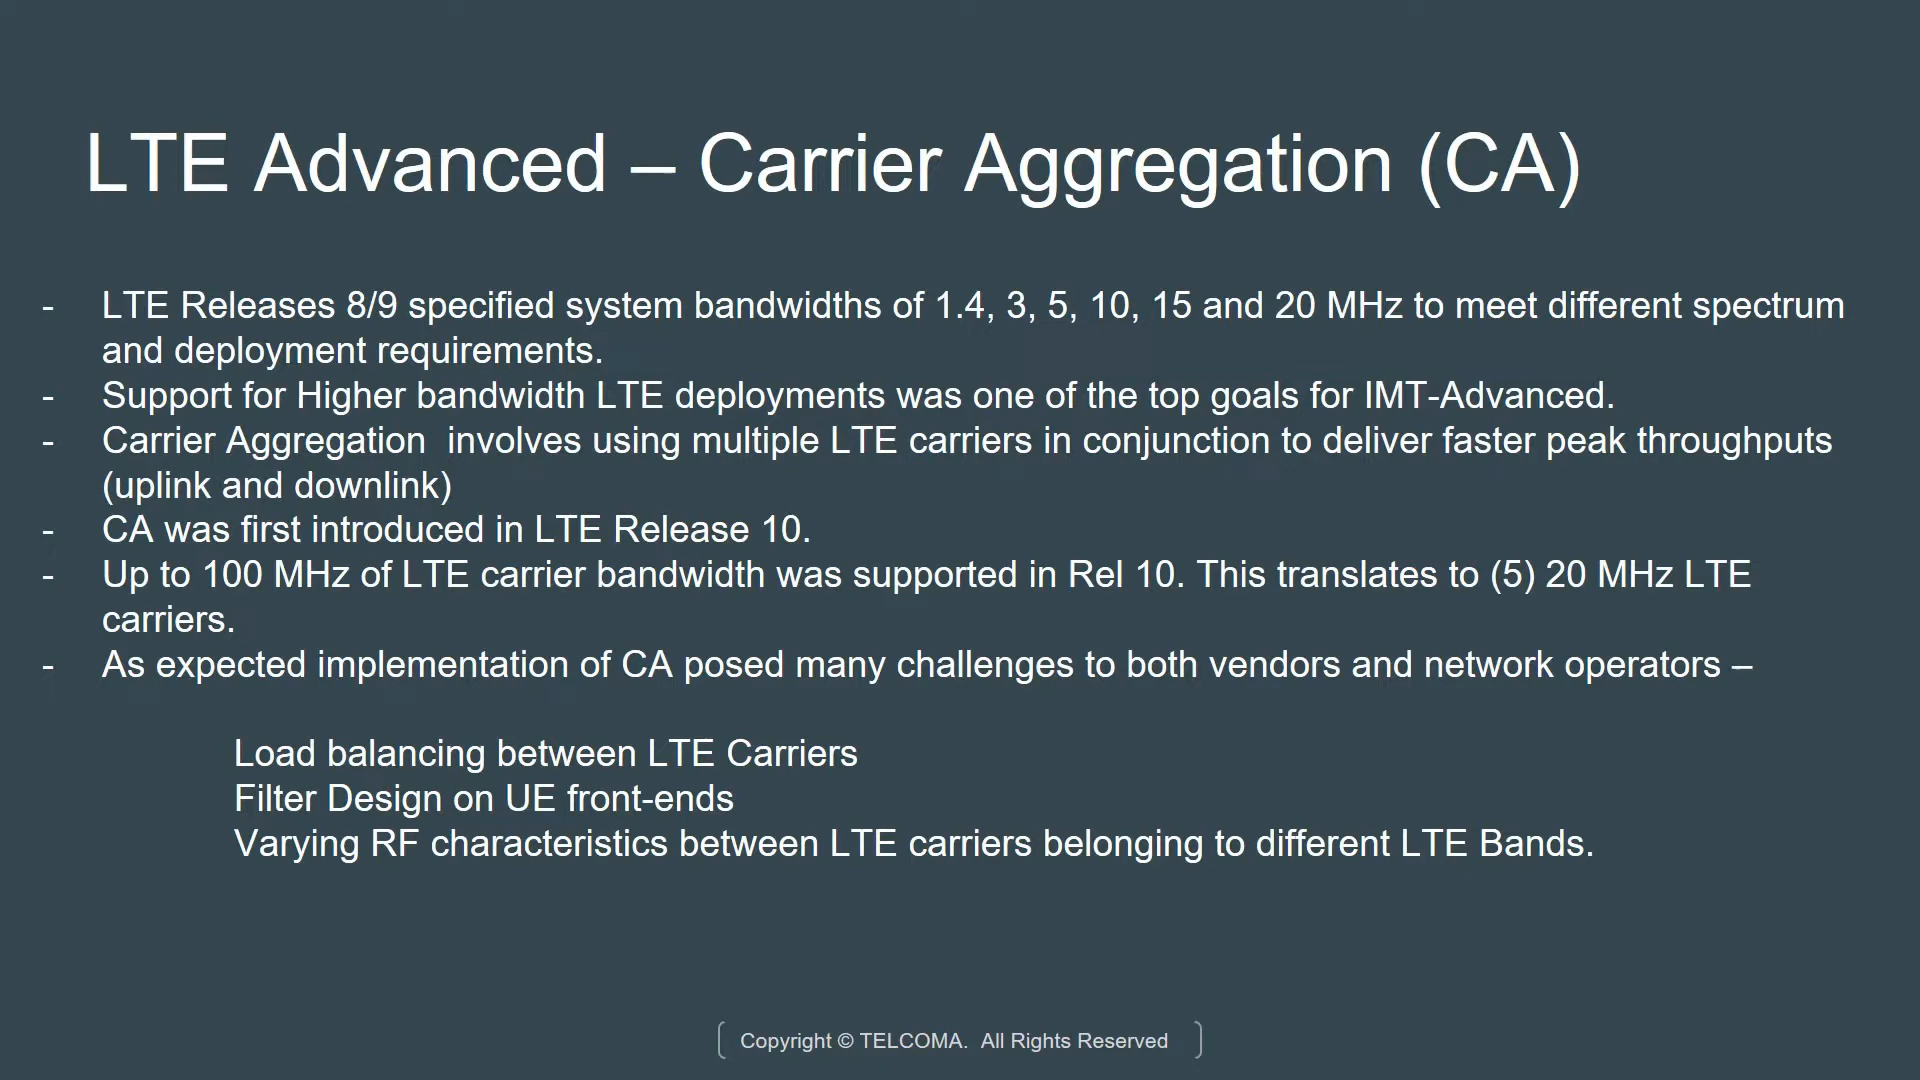 LTE Advanced – Carrier Aggregation (CA)
- LTE Releases 8/9 specified system bandwidths of 1.4, 3, 5, 10, 15 and 20 MHz to meet different spectrum
and deployment requirements.
- Support for Higher bandwidth LTE deployments was one of the top goals for IMT-Advanced.
- Carrier Aggregation  involves using multiple LTE carriers in conjunction to deliver faster peak throughputs
(uplink and downlink)
- CA was first introduced in LTE Release 10.
- Up to 100 MHz of LTE carrier bandwidth was supported in Rel 10. This translates to (5) 20 MHz LTE
carriers.
- As expected implementation of CA posed many challenges to both vendors and network operators –
Load balancing between LTE Carriers
Filter Design on UE front-ends
Varying RF characteristics between LTE carriers belonging to different LTE Bands.
Copyright © TELCOMA.  All Rights Reserved